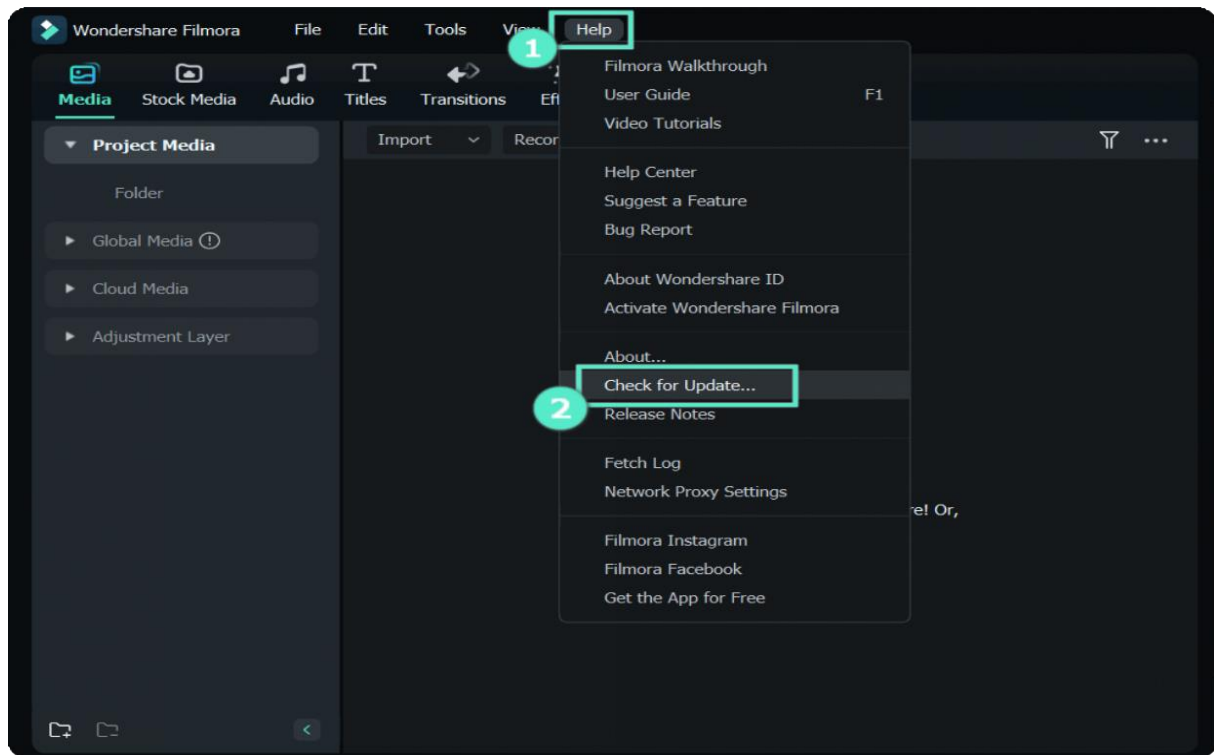 Wondershare Filmora File Edit Tools View Help
1
Media Stock Media Audio Titles Transitions
Project Media
Import
Folder
Global Media
Cloud Media
Adjustment Layer
Filmora Walkthrough
User Guide F1
Video Tutorials
Help Center
Suggest a Feature
Bug Report
About Wondershare ID
Activate Wondershare Filmora
About...
Check for Update...
2
Release Notes
Fetch Log
Network Proxy Settings
re! Or,
Filmora Instagram
Filmora Facebook
Get the App for Free